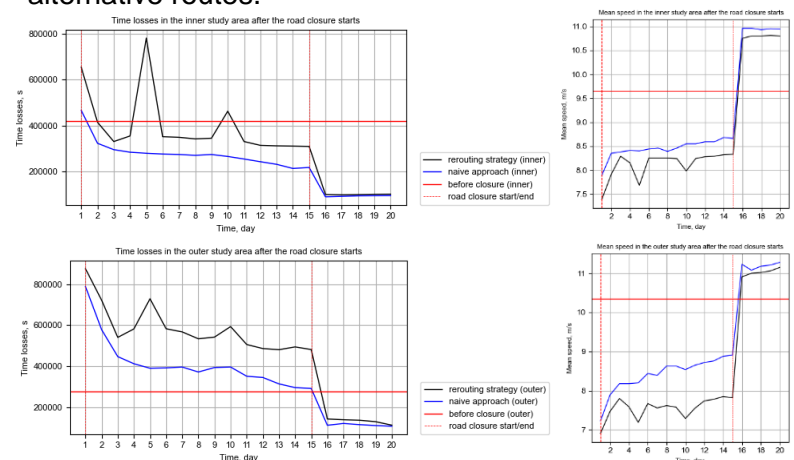 alternative routes.
Time losses in the inner study area after the road closure starts
800000
600000
400000
200000
Time losses, s
1 2 3 4 5 6 7 8 9 10 11 12 13 14 15 16 17 18 19 20
Time, day
rerouting strategy (inner)
naive approach (inner)
before closure (inner)
road closure start/end
Mean speed in the inner study area after the road closure starts
11.0
10.5
10.0
9.5
9.0
8.5
8.0
7.5
Mean speed, m/s
2 4 6 8 10 12 14 16 18 20
Time, day
Time losses in the outer study area after the road closure starts
800000
600000
400000
200000
Time losses, s
1 2 3 4 5 6 7 8 9 10 11 12 13 14 15 16 17 18 19 20
Time, day
rerouting strategy (outer)
naive approach (outer)
before closure (outer)
road closure start/end
Mean speed in the outer study area after the road closure starts
11
10
9
8
7
Mean speed, m/s
2 4 6 8 10 12 14 16 18 20
Time, day